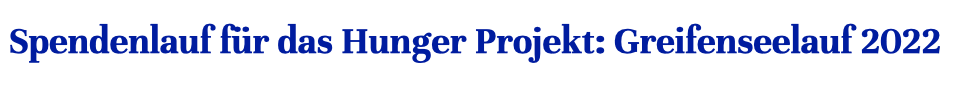 Spendenlauf für das Hunger Projekt: Greifenseelauf 2022